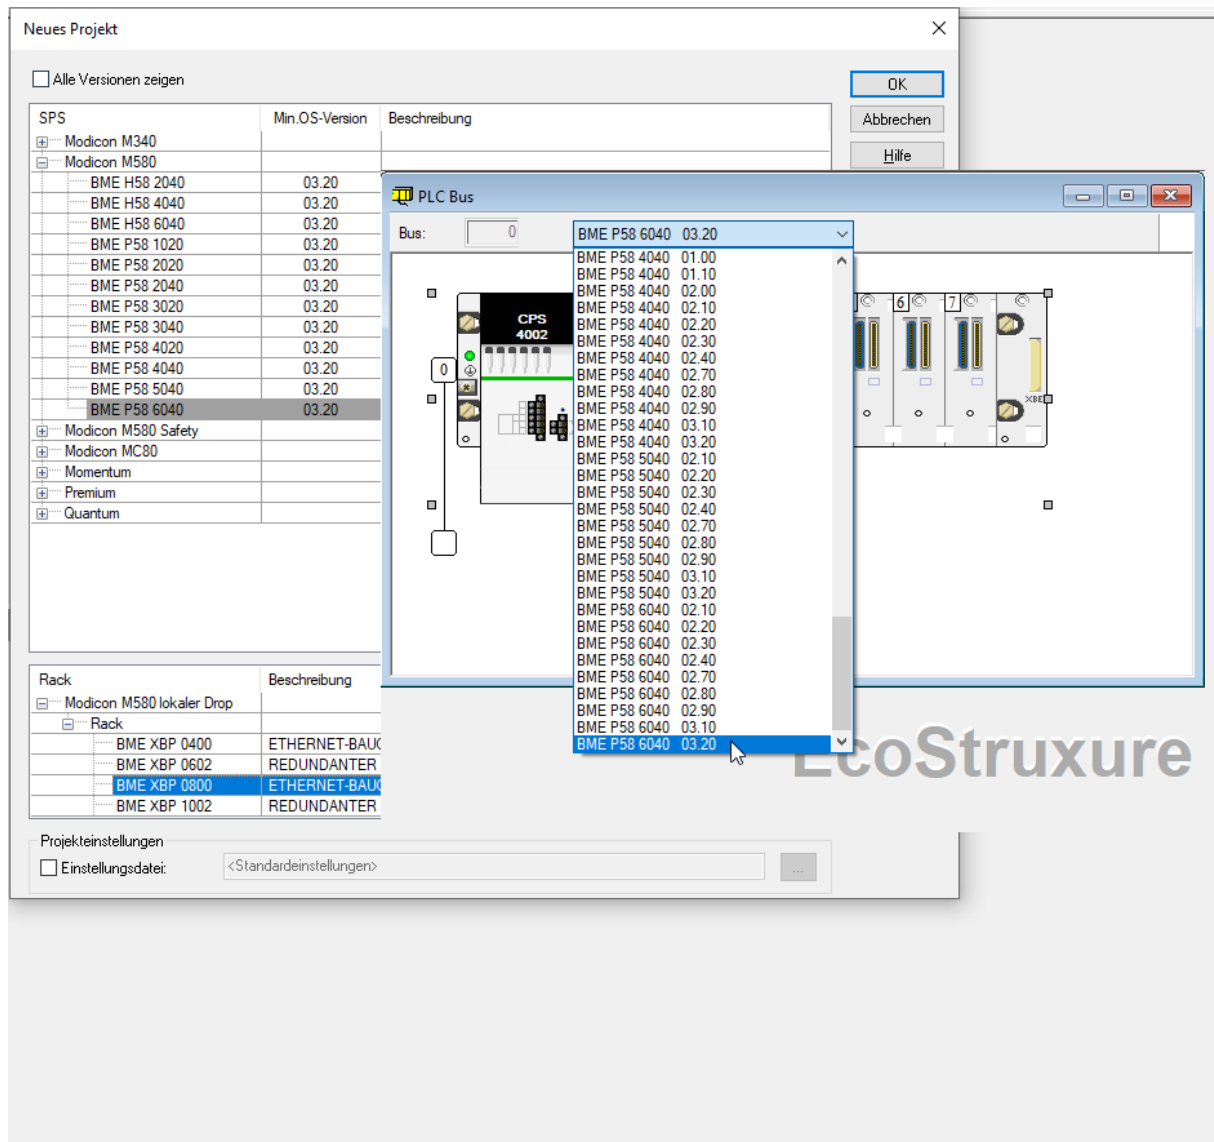 Neues Projekt
Alle Versionen zeigen
OK
Abbrechen
Hilfe
SPS Min.OS-Version Beschreibung
Modicon M340
Modicon M580
BME H58 2040 03.20
BME H58 4040 03.20
BME H58 6040 03.20
BME P58 1020 03.20
BME P58 2020 03.20
BME P58 2040 03.20
BME P58 3020 03.20
BME P58 3040 03.20
BME P58 4020 03.20
BME P58 4040 03.20
BME P58 5040 03.20
BME P58 6040 03.20
Modicon M580 Safety
Modicon MC80
Momentum
Premium
Quantum
PLC Bus
Bus: 0 BME P58 6040 03.20
BME P58 4040 01.00
BME P58 4040 01.10
BME P58 4040 02.00
BME P58 4040 02.10
BME P58 4040 02.20
BME P58 4040 02.30
BME P58 4040 02.40
BME P58 4040 02.70
BME P58 4040 02.80
BME P58 4040 02.90
BME P58 4040 03.10
BME P58 4040 03.20
BME P58 5040 02.10
BME P58 5040 02.20
BME P58 5040 02.30
BME P58 5040 02.40
BME P58 5040 02.70
BME P58 5040 02.80
BME P58 5040 02.90
BME P58 5040 03.10
BME P58 5040 03.20
BME P58 6040 02.10
BME P58 6040 02.20
BME P58 6040 02.30
BME P58 6040 02.40
BME P58 6040 02.70
BME P58 6040 02.80
BME P58 6040 02.90
BME P58 6040 03.10
BME P58 6040 03.20
CPS
4002
0
6 7
XBE
EcoStruxure
Rack Beschreibung
Modicon M580 lokaler Drop
Rack
BME XBP 0400 ETHERNET-BAUG
BME XBP 0602 REDUNDANTER
BME XBP 0800 ETHERNET-BAUG
BME XBP 1002 REDUNDANTER
Projekteinstellungen
Einstellungsdatei: <Standardeinstellungen> ...